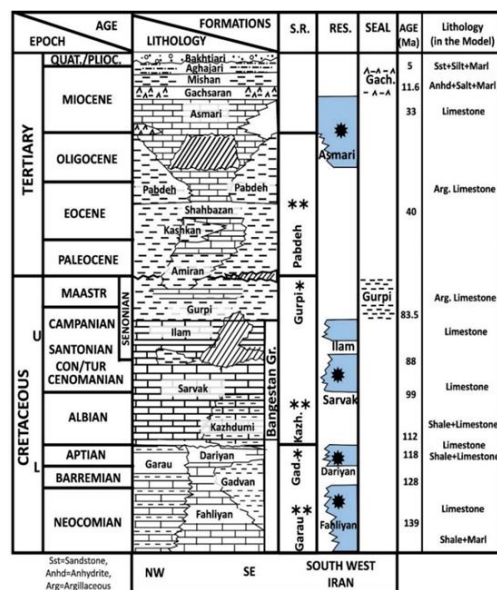 AGE
EPOCH
FORMATIONS
LITHOLOGY
S.R.
RES.
SEAL
AGE
(Ma)
Lithology
(in the Model)
QUAT./PLIOC.
Bakhtiari
Aghajari
Mishan
Gachsaran
Gach.
5
Sst+Silt+Marl
11.6
Anhd+Salt+Marl
TERTIARY
MIOCENE
Asmari
33
Limestone
OLIGOCENE
Asmari
Pabdeh
Pabdeh
**
Pabdeh
Arg. Limestone
EOCENE
Shahbazan
Kashkan
40
PALEOCENE
Amiran
CRETACEOUS
U
L
MAASTR
SENONIAN
Gurpi
Gurpi*
Gurpi
Arg. Limestone
83.5
CAMPANIAN
Ilam
Ilam
Limestone
SANTONIAN
88
CON/TUR
CENOMANIAN
Sarvak
Bangestan Gr.
Sarvak
99
Limestone
ALBIAN
Kazhdumi
Kazh.**
Shale+Limestone
112
APTIAN
Garau
Dariyan
Gad.*
Dariyan
Limestone
118
Shale+Limestone
BARREMIAN
Gadvan
128
NEOCOMIAN
Fahliyan
Garau**
Fahliyan
Limestone
139
Shale+Marl
Sst=Sandstone,
Anhd=Anhydrite,
Arg=Argillaceous
NW
SE
SOUTH WEST
IRAN